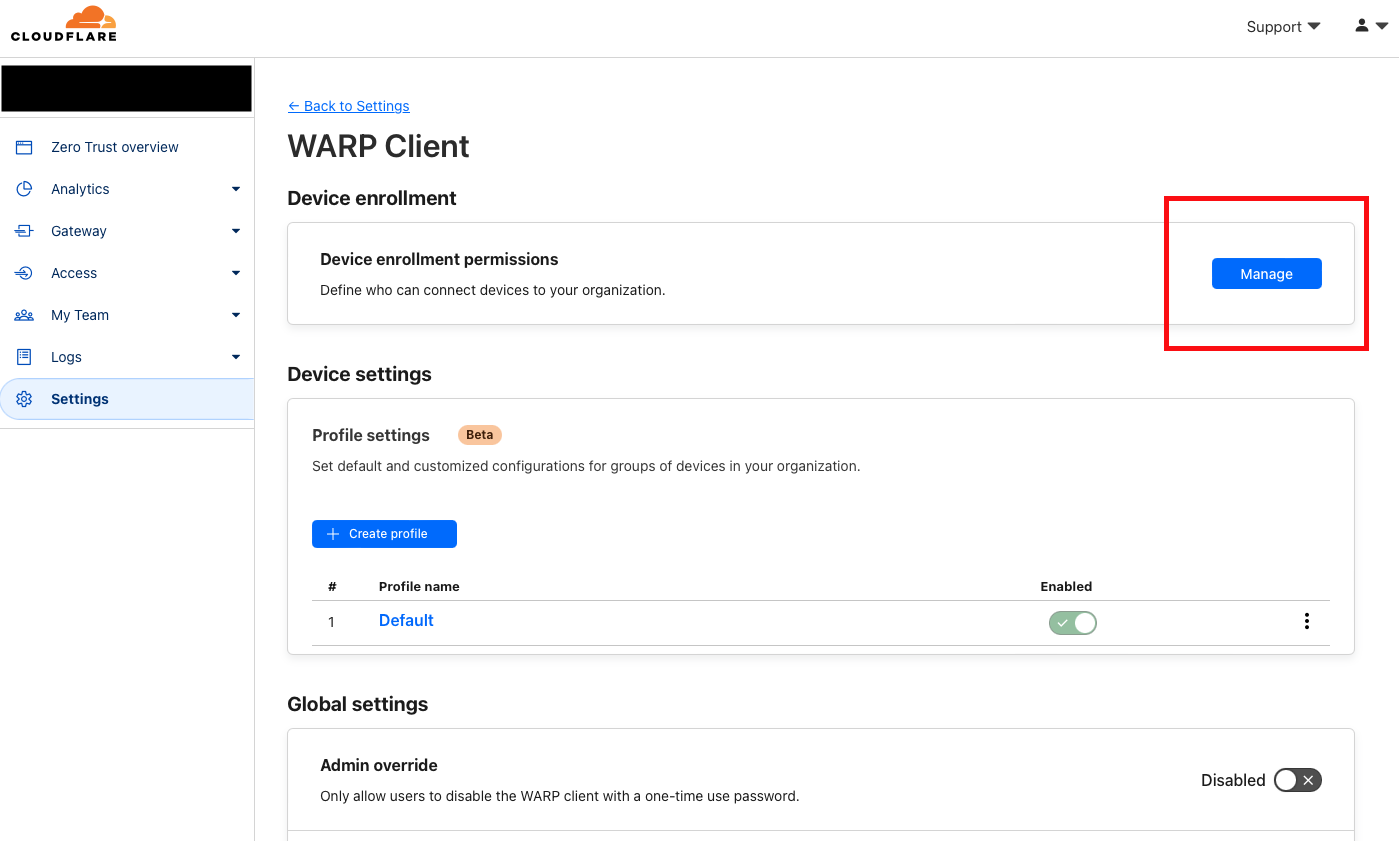 CLOUDFLARE
Support
Zero Trust overview
Analytics
Gateway
Access
My Team
Logs
Settings
← Back to Settings
WARP Client
Device enrollment
Device enrollment permissions
Define who can connect devices to your organization.
Manage
Device settings
Profile settings Beta
Set default and customized configurations for groups of devices in your organization.
+ Create profile
# Profile name Enabled
1 Default
Global settings
Admin override
Only allow users to disable the WARP client with a one-time use password.
Disabled